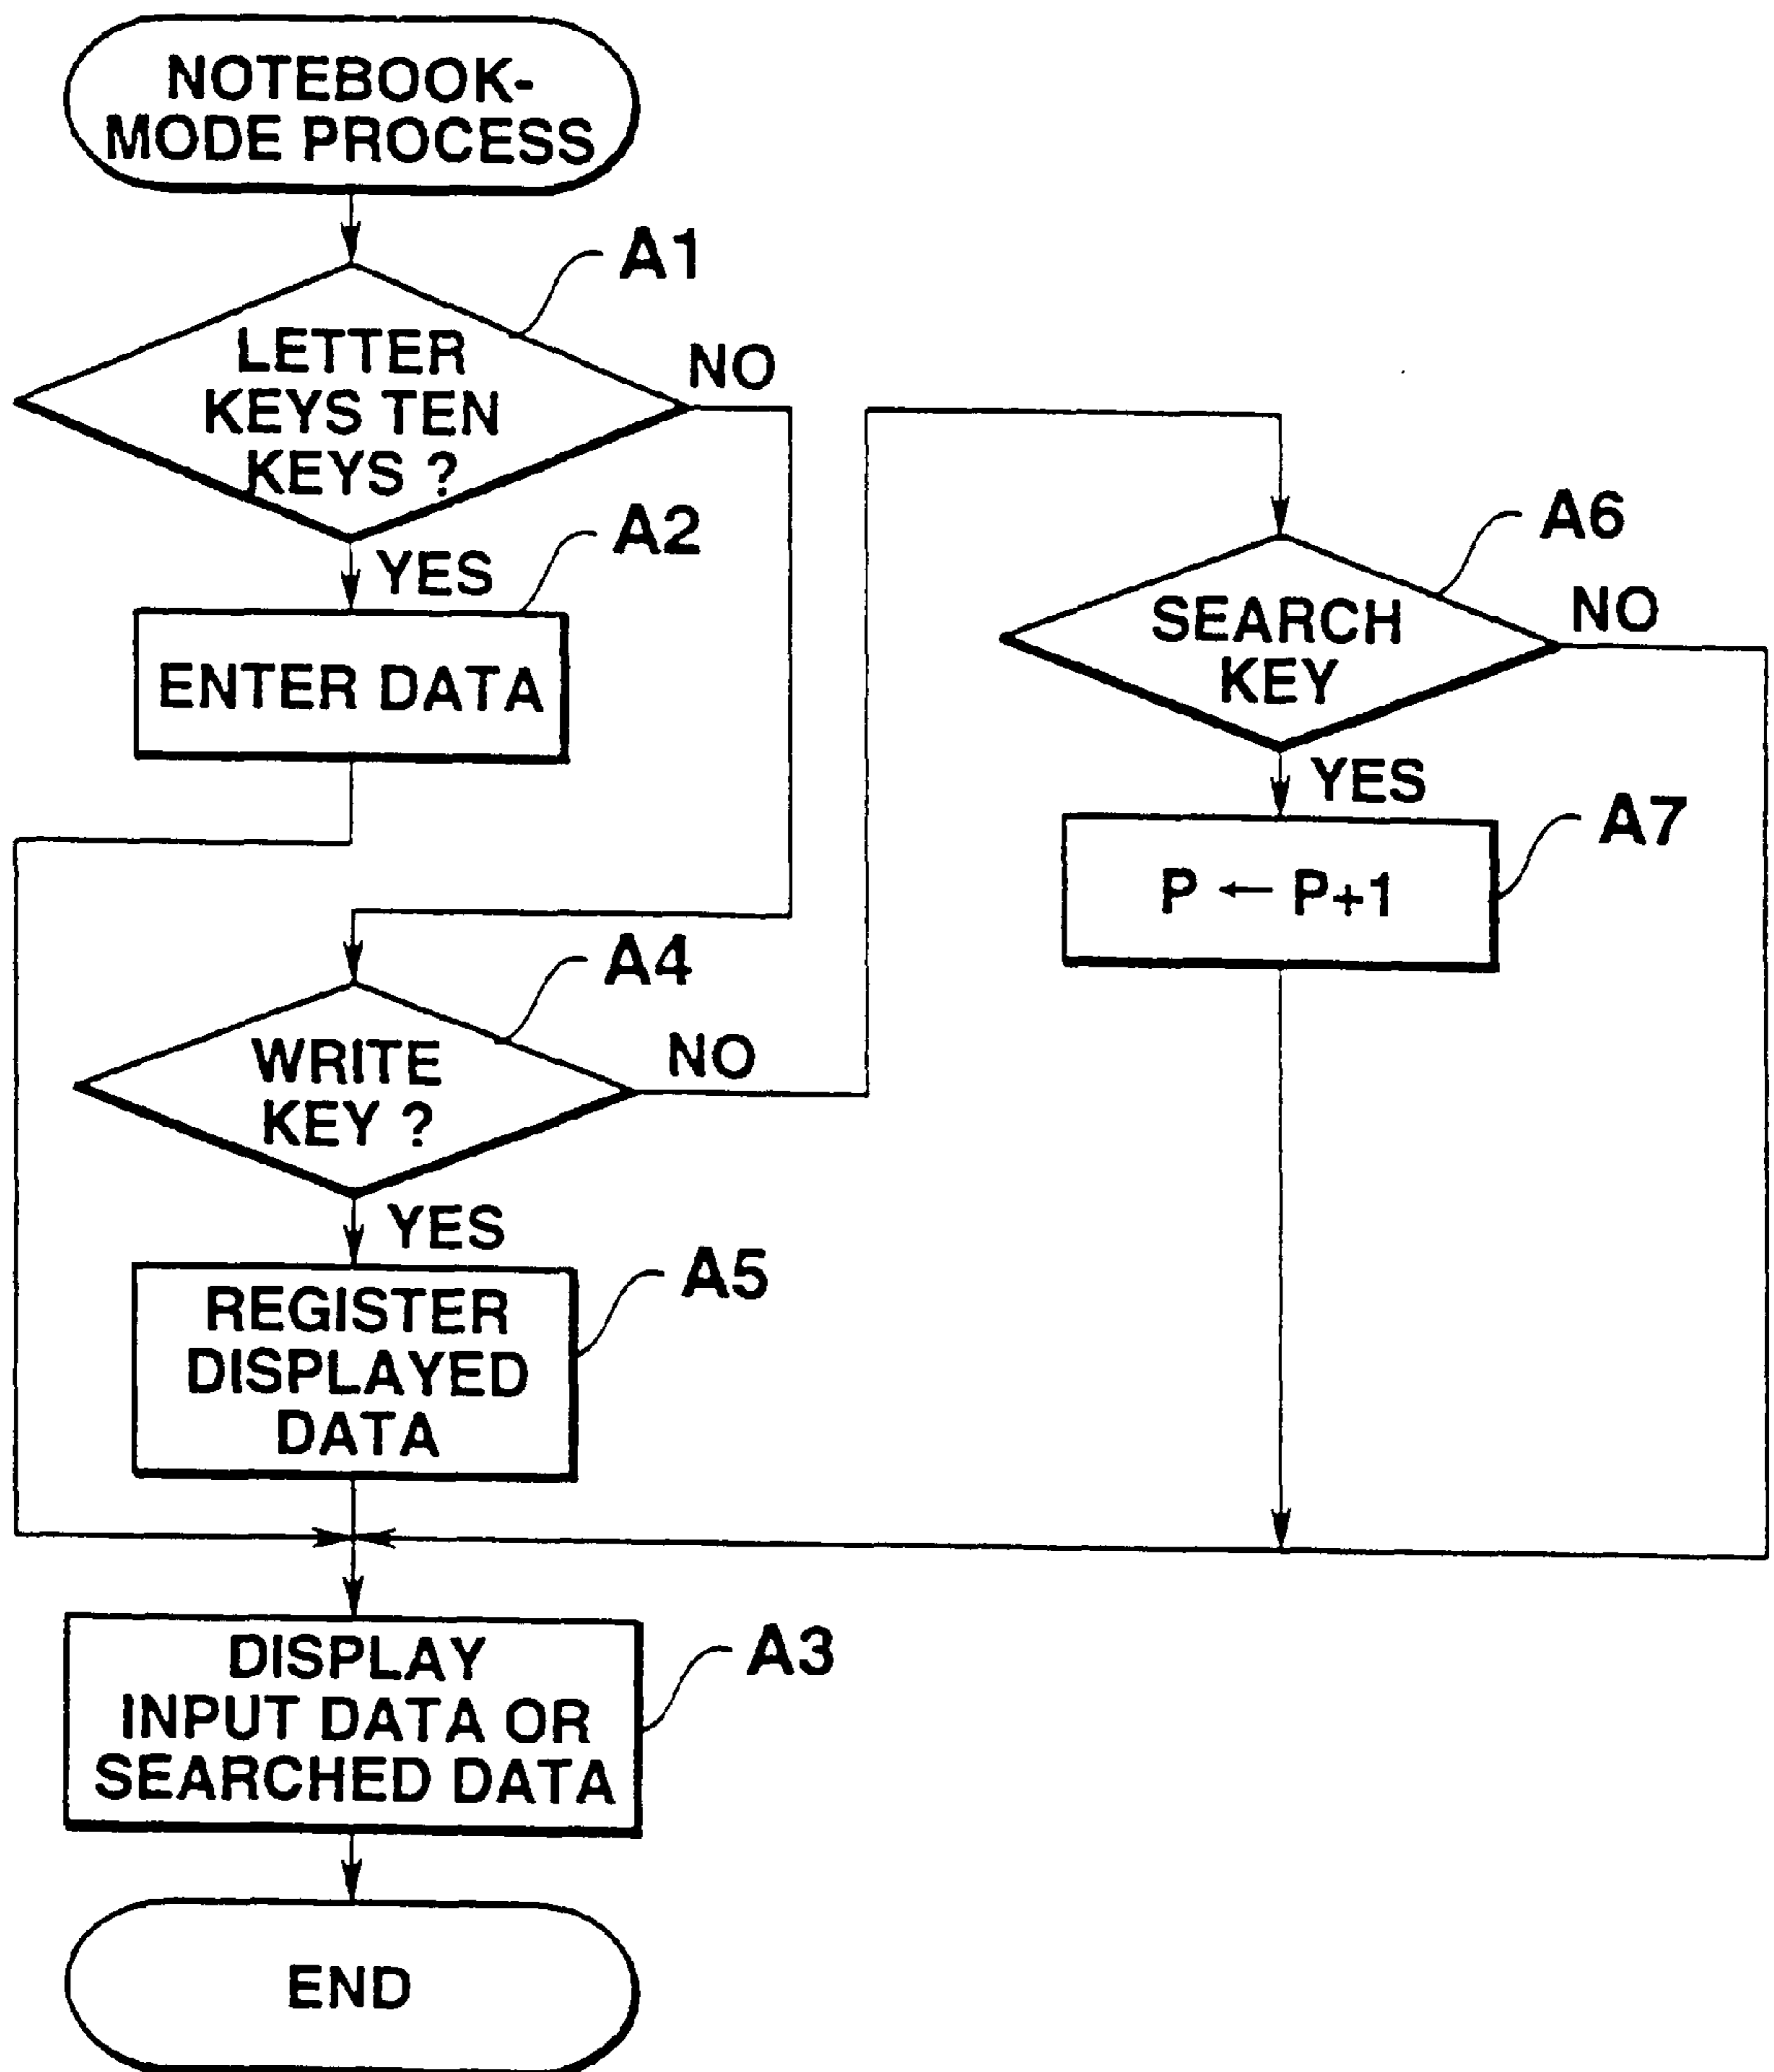 NOTEBOOK-
MODE PROCESS
A1
LETTER
KEYS TEN
KEYS ?
NO
YES
A2
ENTER DATA
A4
WRITE
KEY ?
NO
YES
A5
REGISTER
DISPLAYED
DATA
A6
SEARCH
KEY
NO
YES
A7
P ← P+1
A3
DISPLAY
INPUT DATA OR
SEARCHED DATA
END